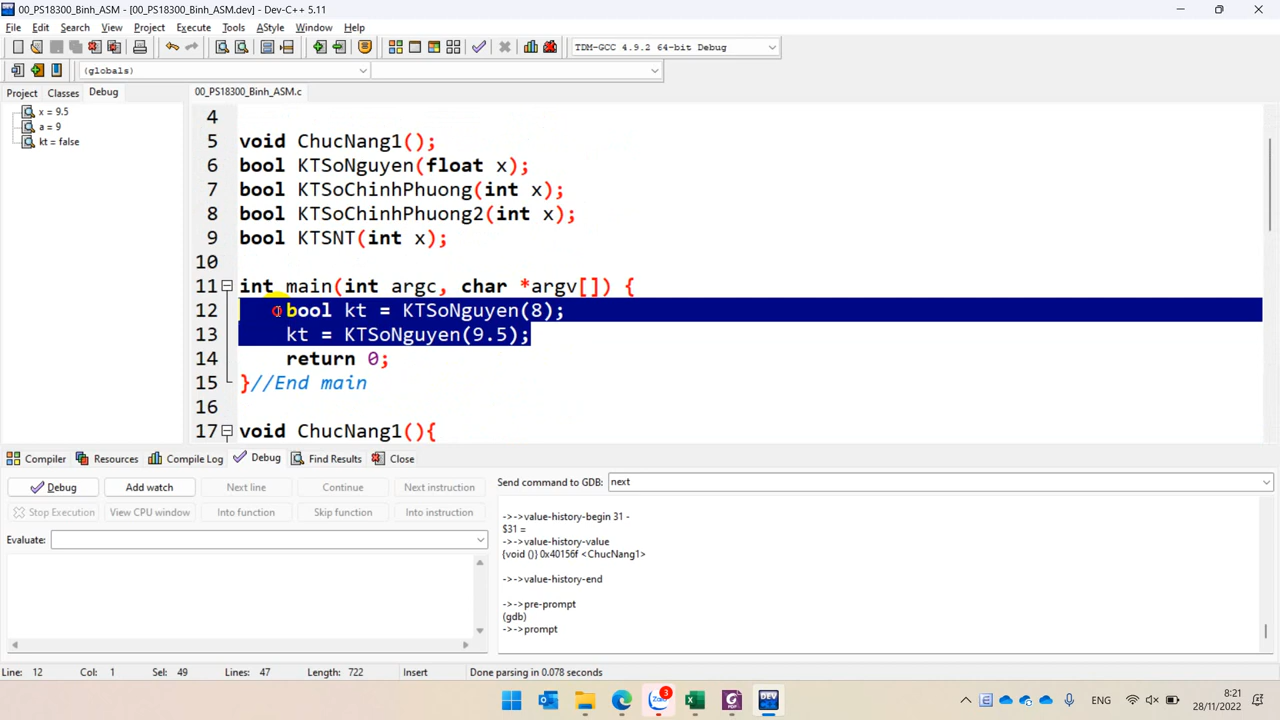 00_PS18300_Binh_ASM - [00_PS18300_Binh_ASM.dev] - Dev-C++ 5.11
File Edit Search View Project Execute Tools AStyle Window Help
TDM-GCC 4.9.2 64-bit Debug
(globals)
Project Classes Debug
00_PS18300_Binh_ASM.c
x = 9.5
a = 9
kt = false
4
5 void ChucNang1();
6 bool KTSoNguyen(float x);
7 bool KTSoChinhPhuong(int x);
8 bool KTSoChinhPhuong2(int x);
9 bool KTSNT(int x);
10
11 int main(int argc, char *argv[]) {
12 bool kt = KTSoNguyen(8);
13 kt = KTSoNguyen(9.5);
14 return 0;
15 }//End main
16
17 void ChucNang1(){
Compiler Resources Compile Log Debug Find Results Close
Debug Add watch Next line Continue Next instruction
Stop Execution View CPU window Into function Skip function Into instruction
Evaluate:
Send command to GDB: next
->->value-history-begin 31 -
$31 =
->->value-history-value
{void ()} 0x40156f <ChucNang1>
->->value-history-end
->->pre-prompt
(gdb)
->->prompt
Line: 12 Col: 1 Sel: 49 Lines: 47 Length: 722 Insert Done parsing in 0.078 seconds
Zalo
3
PDF
DEV
ENG
8:21
28/11/2022